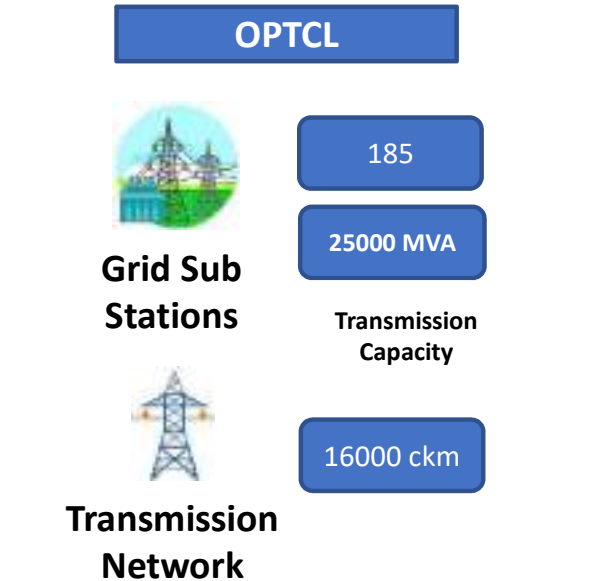 OPTCL
185
25000 MVA
Grid Sub
Stations
Transmission
Capacity
16000 ckm
Transmission
Network